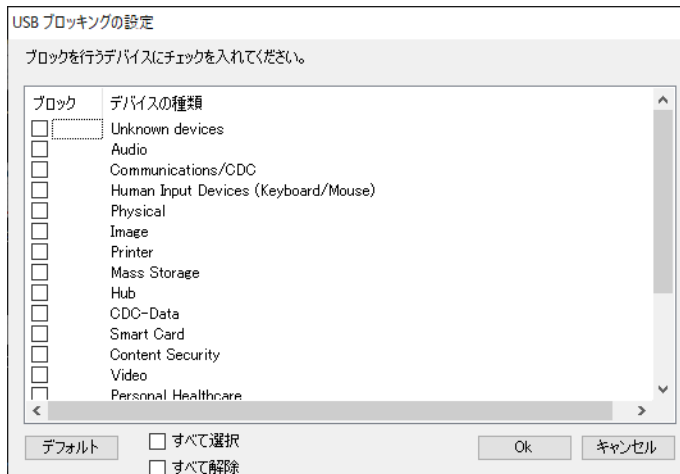 USB ブロッキングの設定
ブロックを行うデバイスにチェックを入れてください。
ブロック デバイスの種類
Unknown devices
Audio
Communications/CDC
Human Input Devices (Keyboard/Mouse)
Physical
Image
Printer
Mass Storage
Hub
CDC-Data
Smart Card
Content Security
Video
Personal Healthcare
デフォルト すべて選択 Ok キャンセル
すべて解除